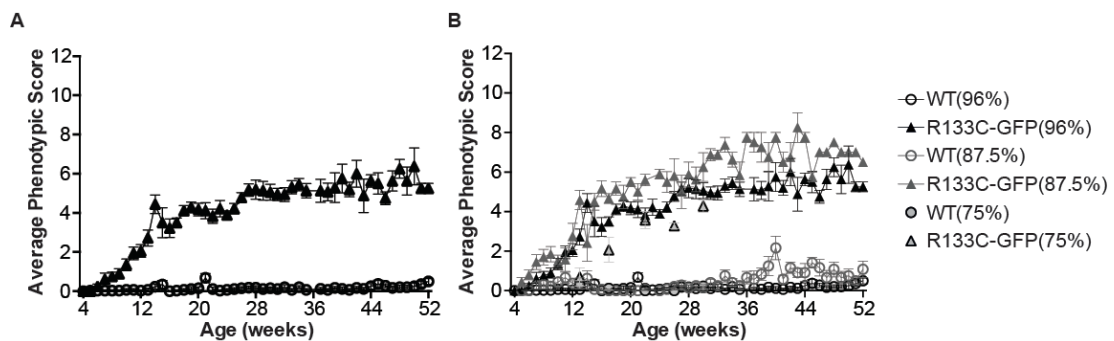 A
Average Phenotypic Score
12
10
8
6
4
2
0
4 12 20 28 36 44 52
Age (weeks)
B
Average Phenotypic Score
12
10
8
6
4
2
0
4 12 20 28 36 44 52
Age (weeks)
WT(96%)
R133C-GFP(96%)
WT(87.5%)
R133C-GFP(87.5%)
WT(75%)
R133C-GFP(75%)